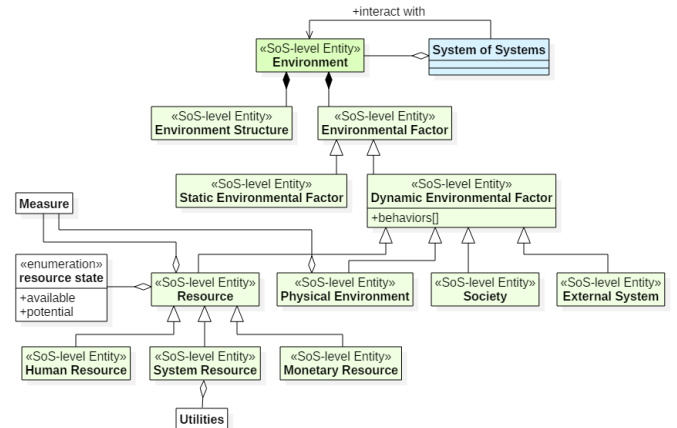 +interact with
«SoS-level Entity»
Environment
System of Systems
«SoS-level Entity»
Environment Structure
«SoS-level Entity»
Environmental Factor
«SoS-level Entity»
Static Environmental Factor
«SoS-level Entity»
Dynamic Environmental Factor
+behaviors[]
Measure
«enumeration»
resource state
+available
+potential
«SoS-level Entity»
Resource
«SoS-level Entity»
Physical Environment
«SoS-level Entity»
Society
«SoS-level Entity»
External System
«SoS-level Entity»
Human Resource
«SoS-level Entity»
System Resource
«SoS-level Entity»
Monetary Resource
Utilities